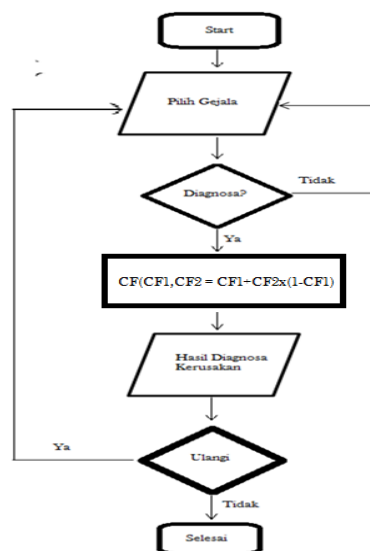 Start
Pilih Gejala
Diagnosa?
Tidak
Ya
CF(CF1,CF2 = CF1+CF2x(1-CF1)
Hasil Diagnosa
Kerusakan
Ya
Ulangi
Tidak
Selesai